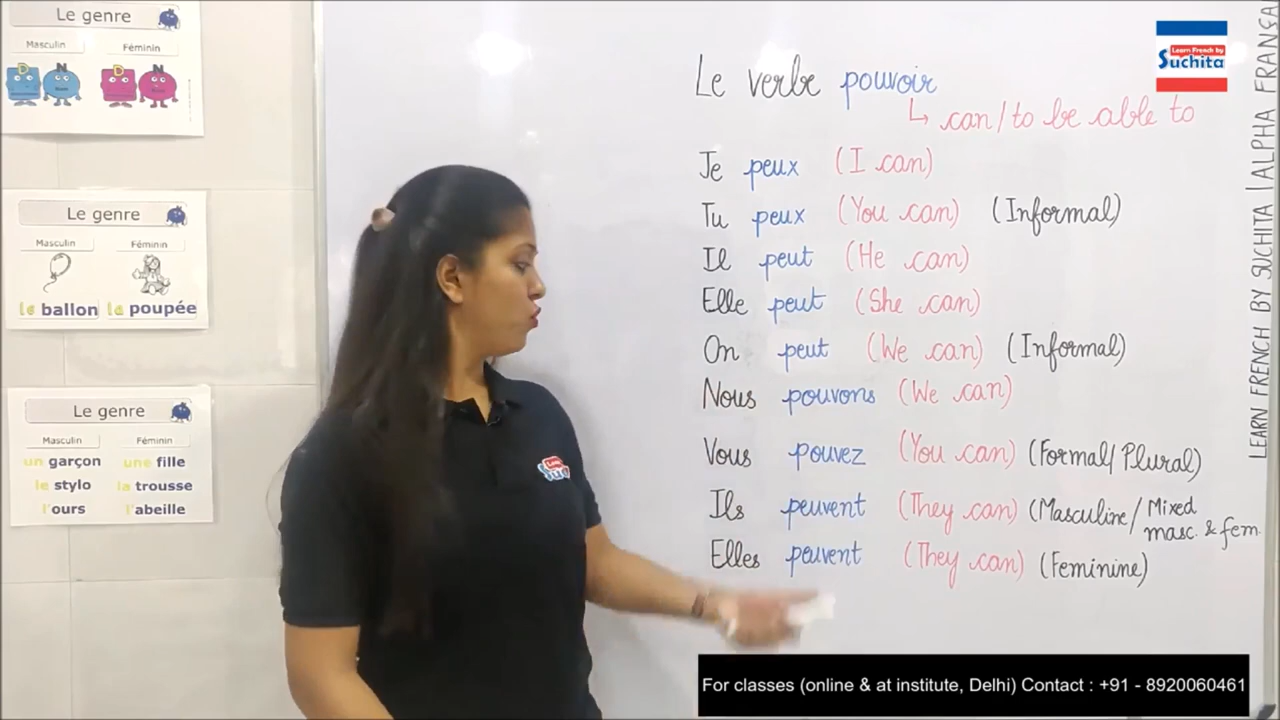 Le genre
Masculin Féminin
D N D N
Le genre
Masculin Féminin
le ballon la poupée
Le genre
Masculin Féminin
un garçon une fille
le stylo la trousse
l'ours l'abeille
Learn French by
Suchita
Le verbe pouvoir
↳ can/to be able to
Je peux (I can)
Tu peux (You can) (Informal)
Il peut (He can)
Elle peut (She can)
On peut (We can) (Informal)
Nous pouvons (We can)
Vous pouvez (You can) (Formal/Plural)
Ils peuvent (They can) (Masculine/Mixed
masc. & fem.
Elles peuvent (They can) (Feminine)
LEARN FRENCH BY SUCHITA | ALPHA FRANÇA
For classes (online & at institute, Delhi) Contact : +91 - 8920060461